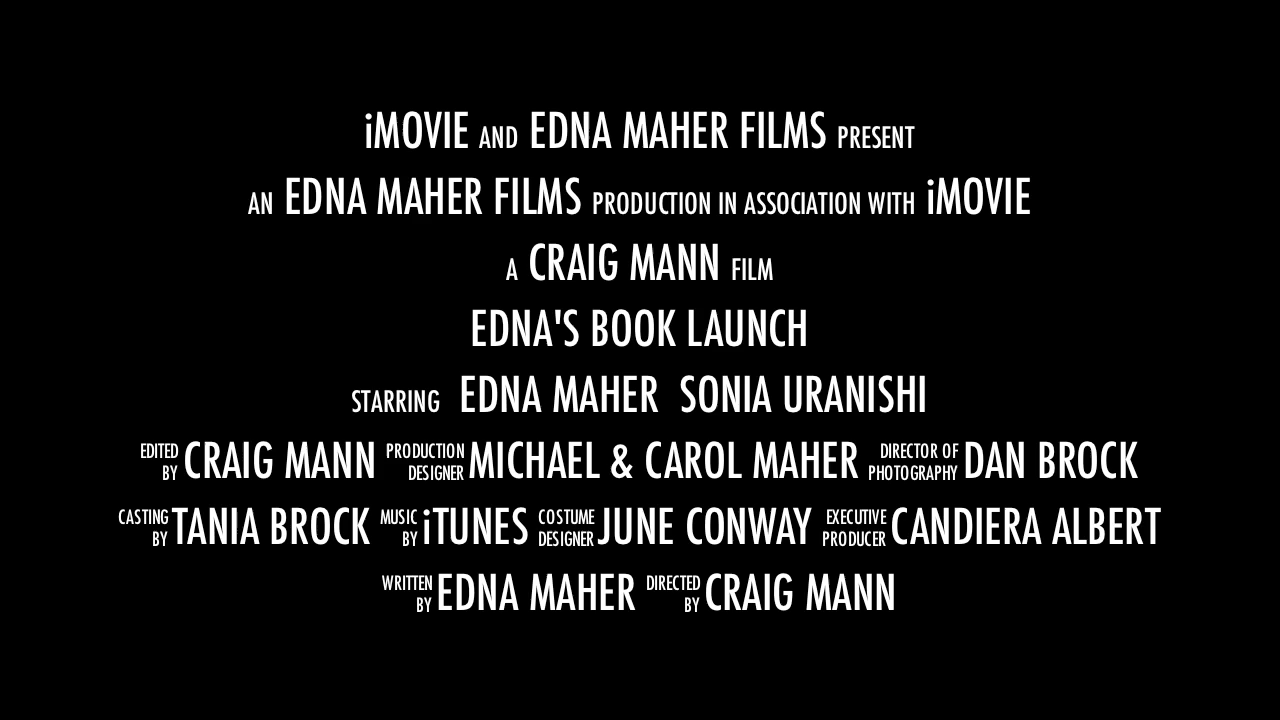 iMOVIE AND EDNA MAHER FILMS PRESENT
AN EDNA MAHER FILMS PRODUCTION IN ASSOCIATION WITH iMOVIE
A CRAIG MANN FILM
EDNA'S BOOK LAUNCH
STARRING EDNA MAHER SONIA URANISHI
EDITED BY CRAIG MANN PRODUCTION DESIGNER MICHAEL & CAROL MAHER DIRECTOR OF PHOTOGRAPHY DAN BROCK
CASTING BY TANIA BROCK MUSIC BY iTUNES COSTUME DESIGNER JUNE CONWAY EXECUTIVE PRODUCER CANDIERA ALBERT
WRITTEN BY EDNA MAHER DIRECTED BY CRAIG MANN